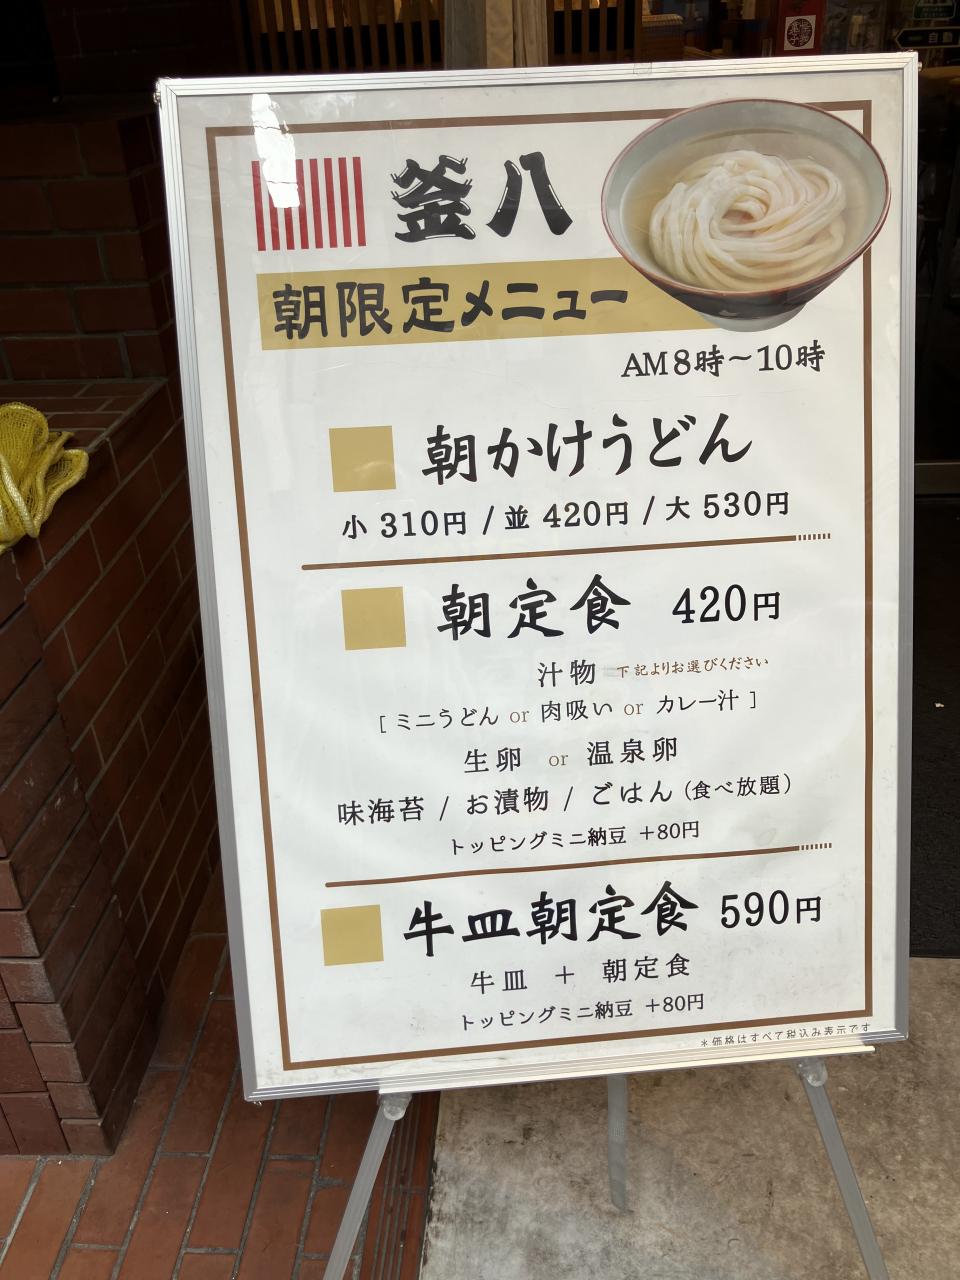 釜八
朝限定メニュー
AM8時〜10時
朝かけうどん
小 310円 / 並 420円 / 大 530円
朝定食 420円
汁物 下記よりお選びください
[ ミニうどん or 肉吸い or カレー汁 ]
生卵 or 温泉卵
味海苔 / お漬物 / ごはん (食べ放題)
トッピングミニ納豆 +80円
牛皿朝定食 590円
牛皿 + 朝定食
トッピングミニ納豆 +80円
*価格はすべて税込み表示です
自動